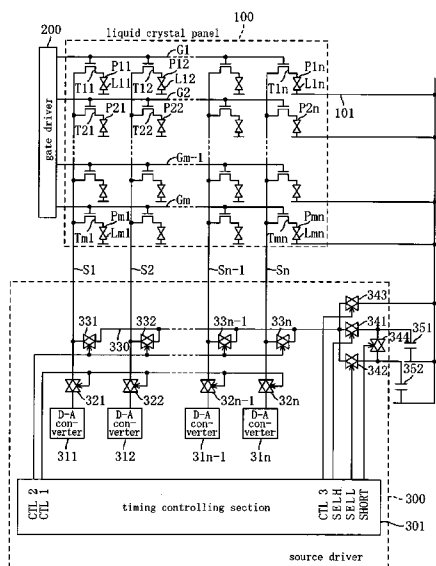 100
liquid crystal panel
200
G1
P11 P12 P1n
T11 L11 T12 L12 T1n L1n
G2
P21 P22 P2n
101
T21 T22
gate driver
Gm-1
Gm
Pm1 Pmn
Tm1 Lm1 Tmn Lmn
S1 S2 Sn-1 Sn
343
331 332 33n-1 33n 341
344 351
330
342
352
321 322 32n-1 32n
D-A converter D-A converter D-A converter D-A converter
311 312 31n-1 31n
CTL 2
CTL 1
CTL 3
SELH
SELL
SHORT
300
timing controlling section
301
source driver